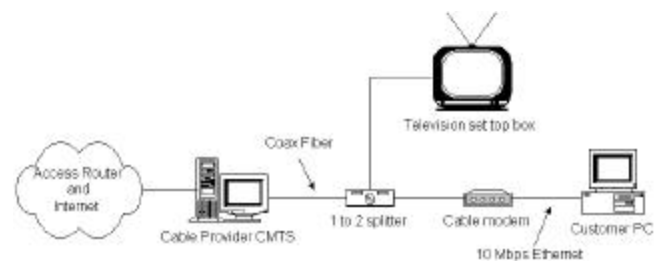 Television set top box
Coax Fiber
Access Router
and
Internet
1 to 2 splitter
Cable modem
Customer PC
Cable Provider CMTS
10 Mbps Ethernet